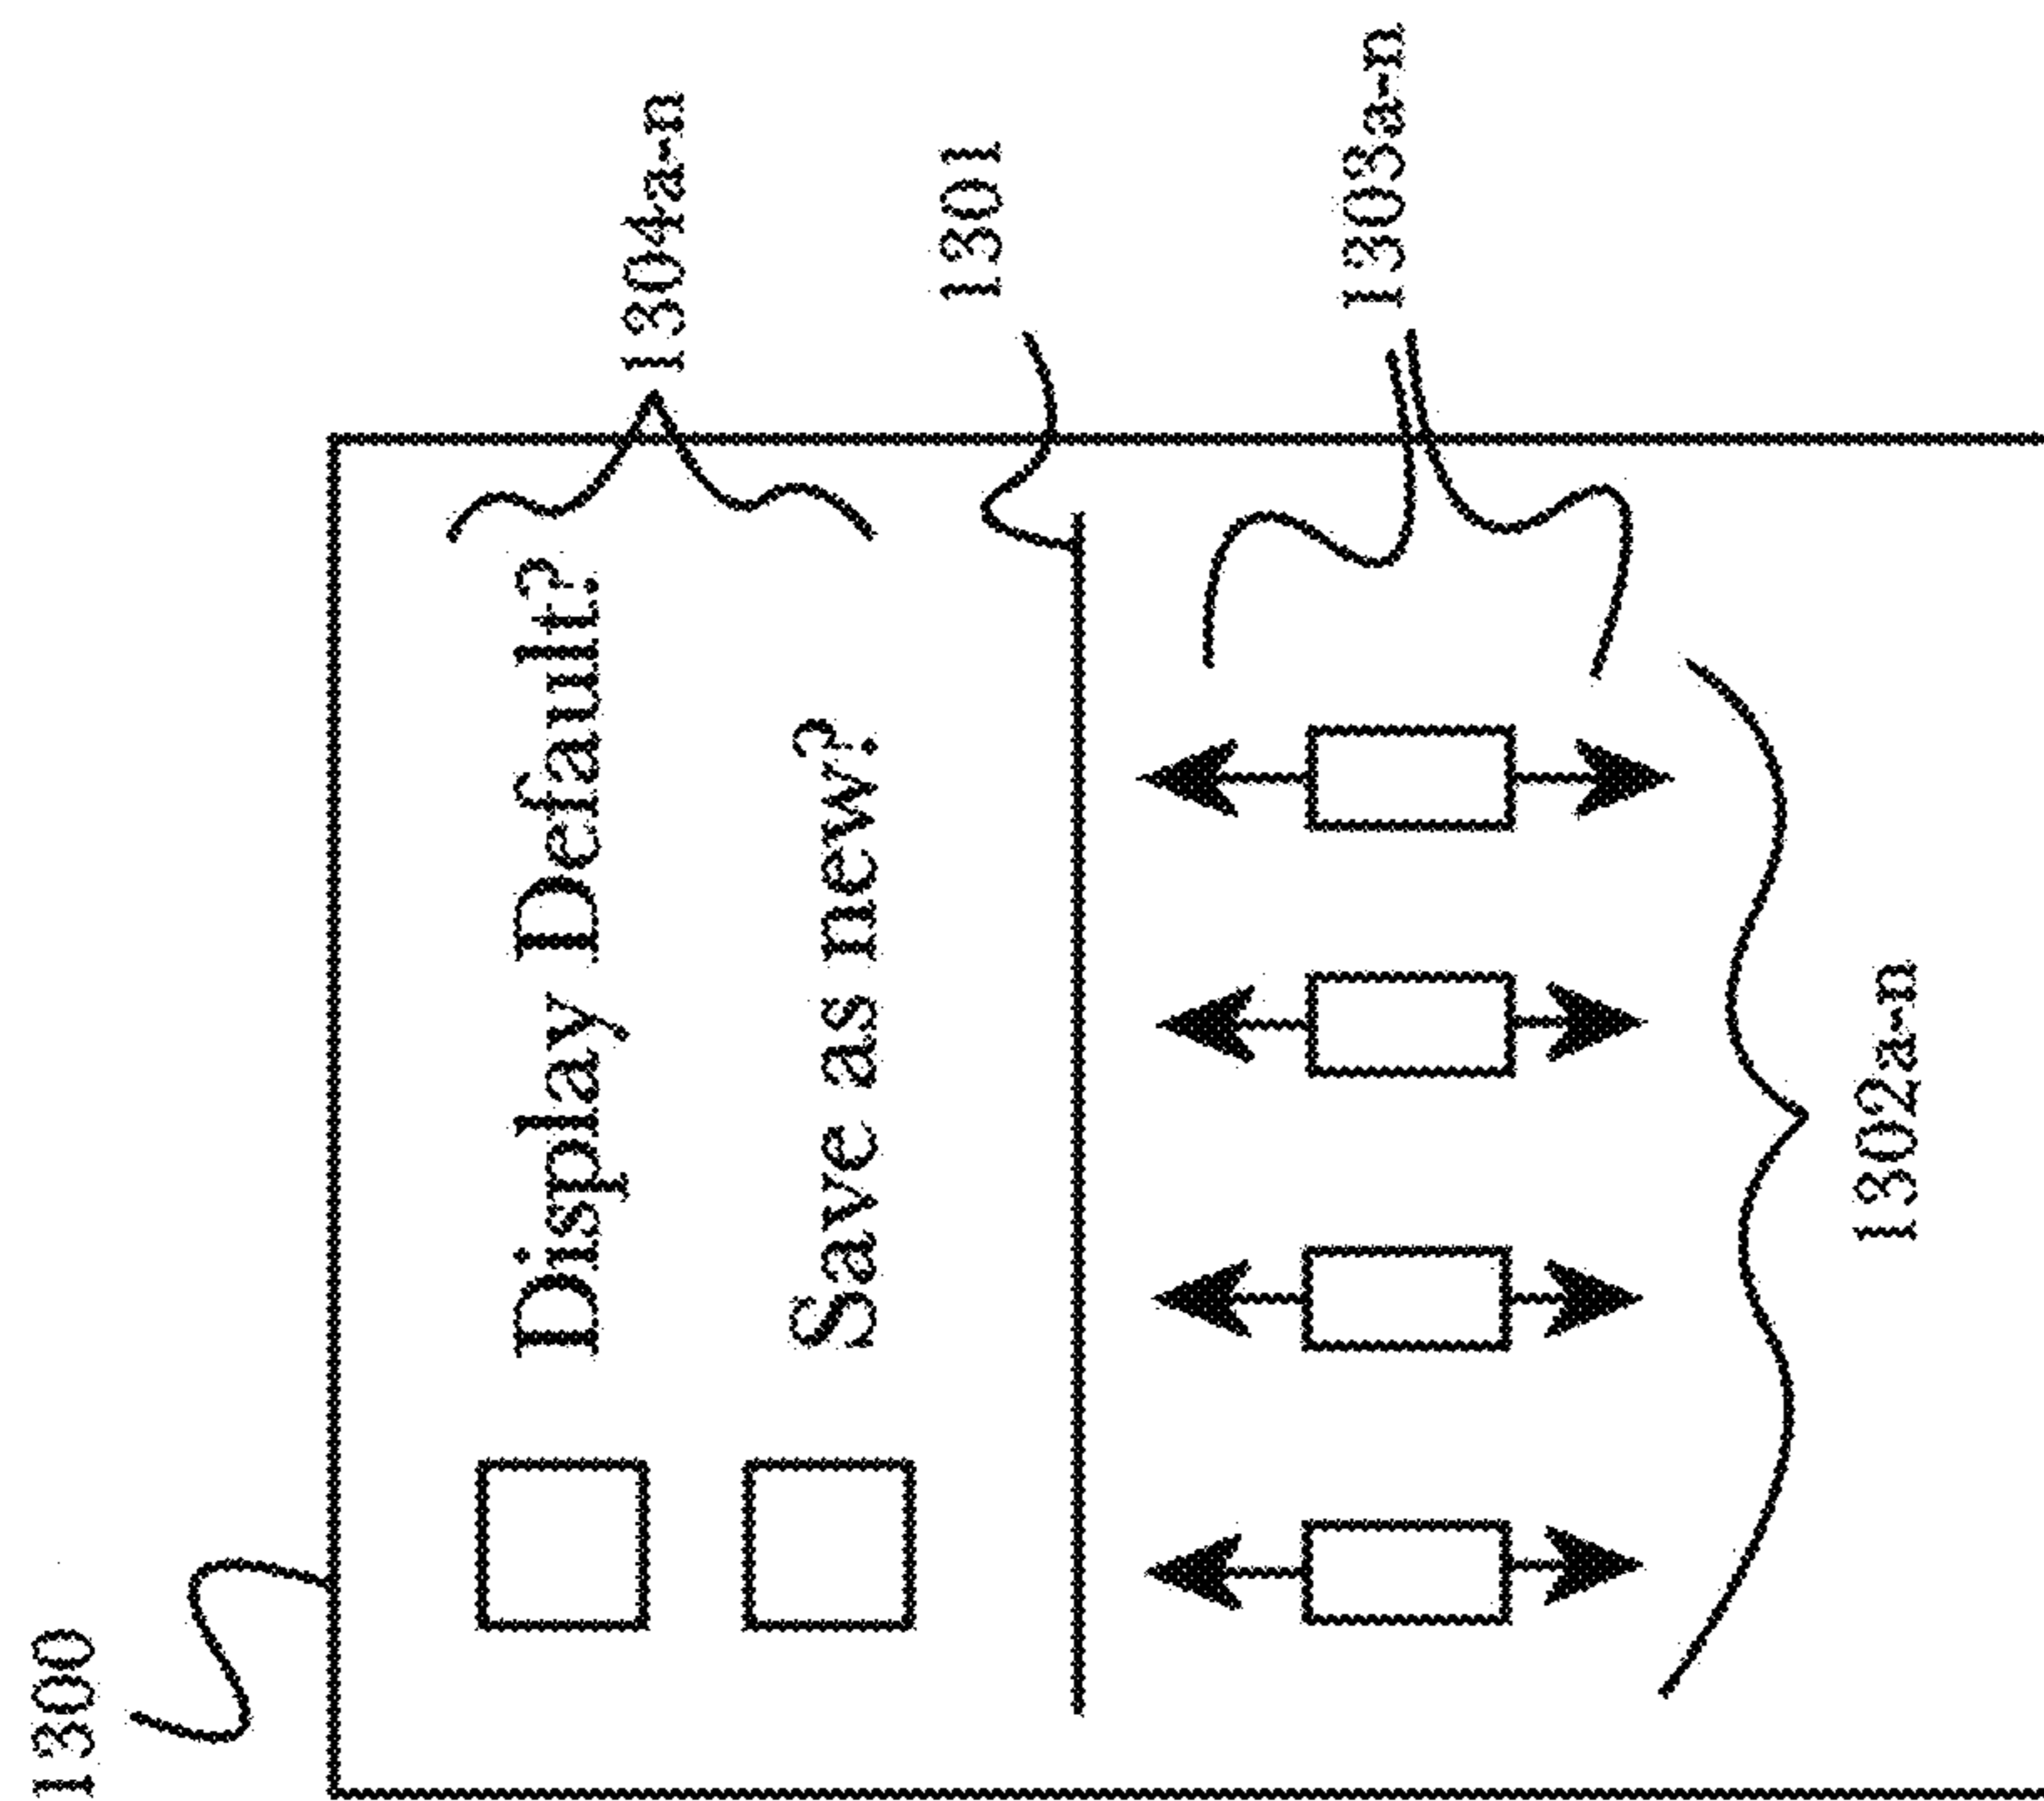 1300
Display Default?
1304a-n
Save as new?
1301
1303a-n
1302a-n